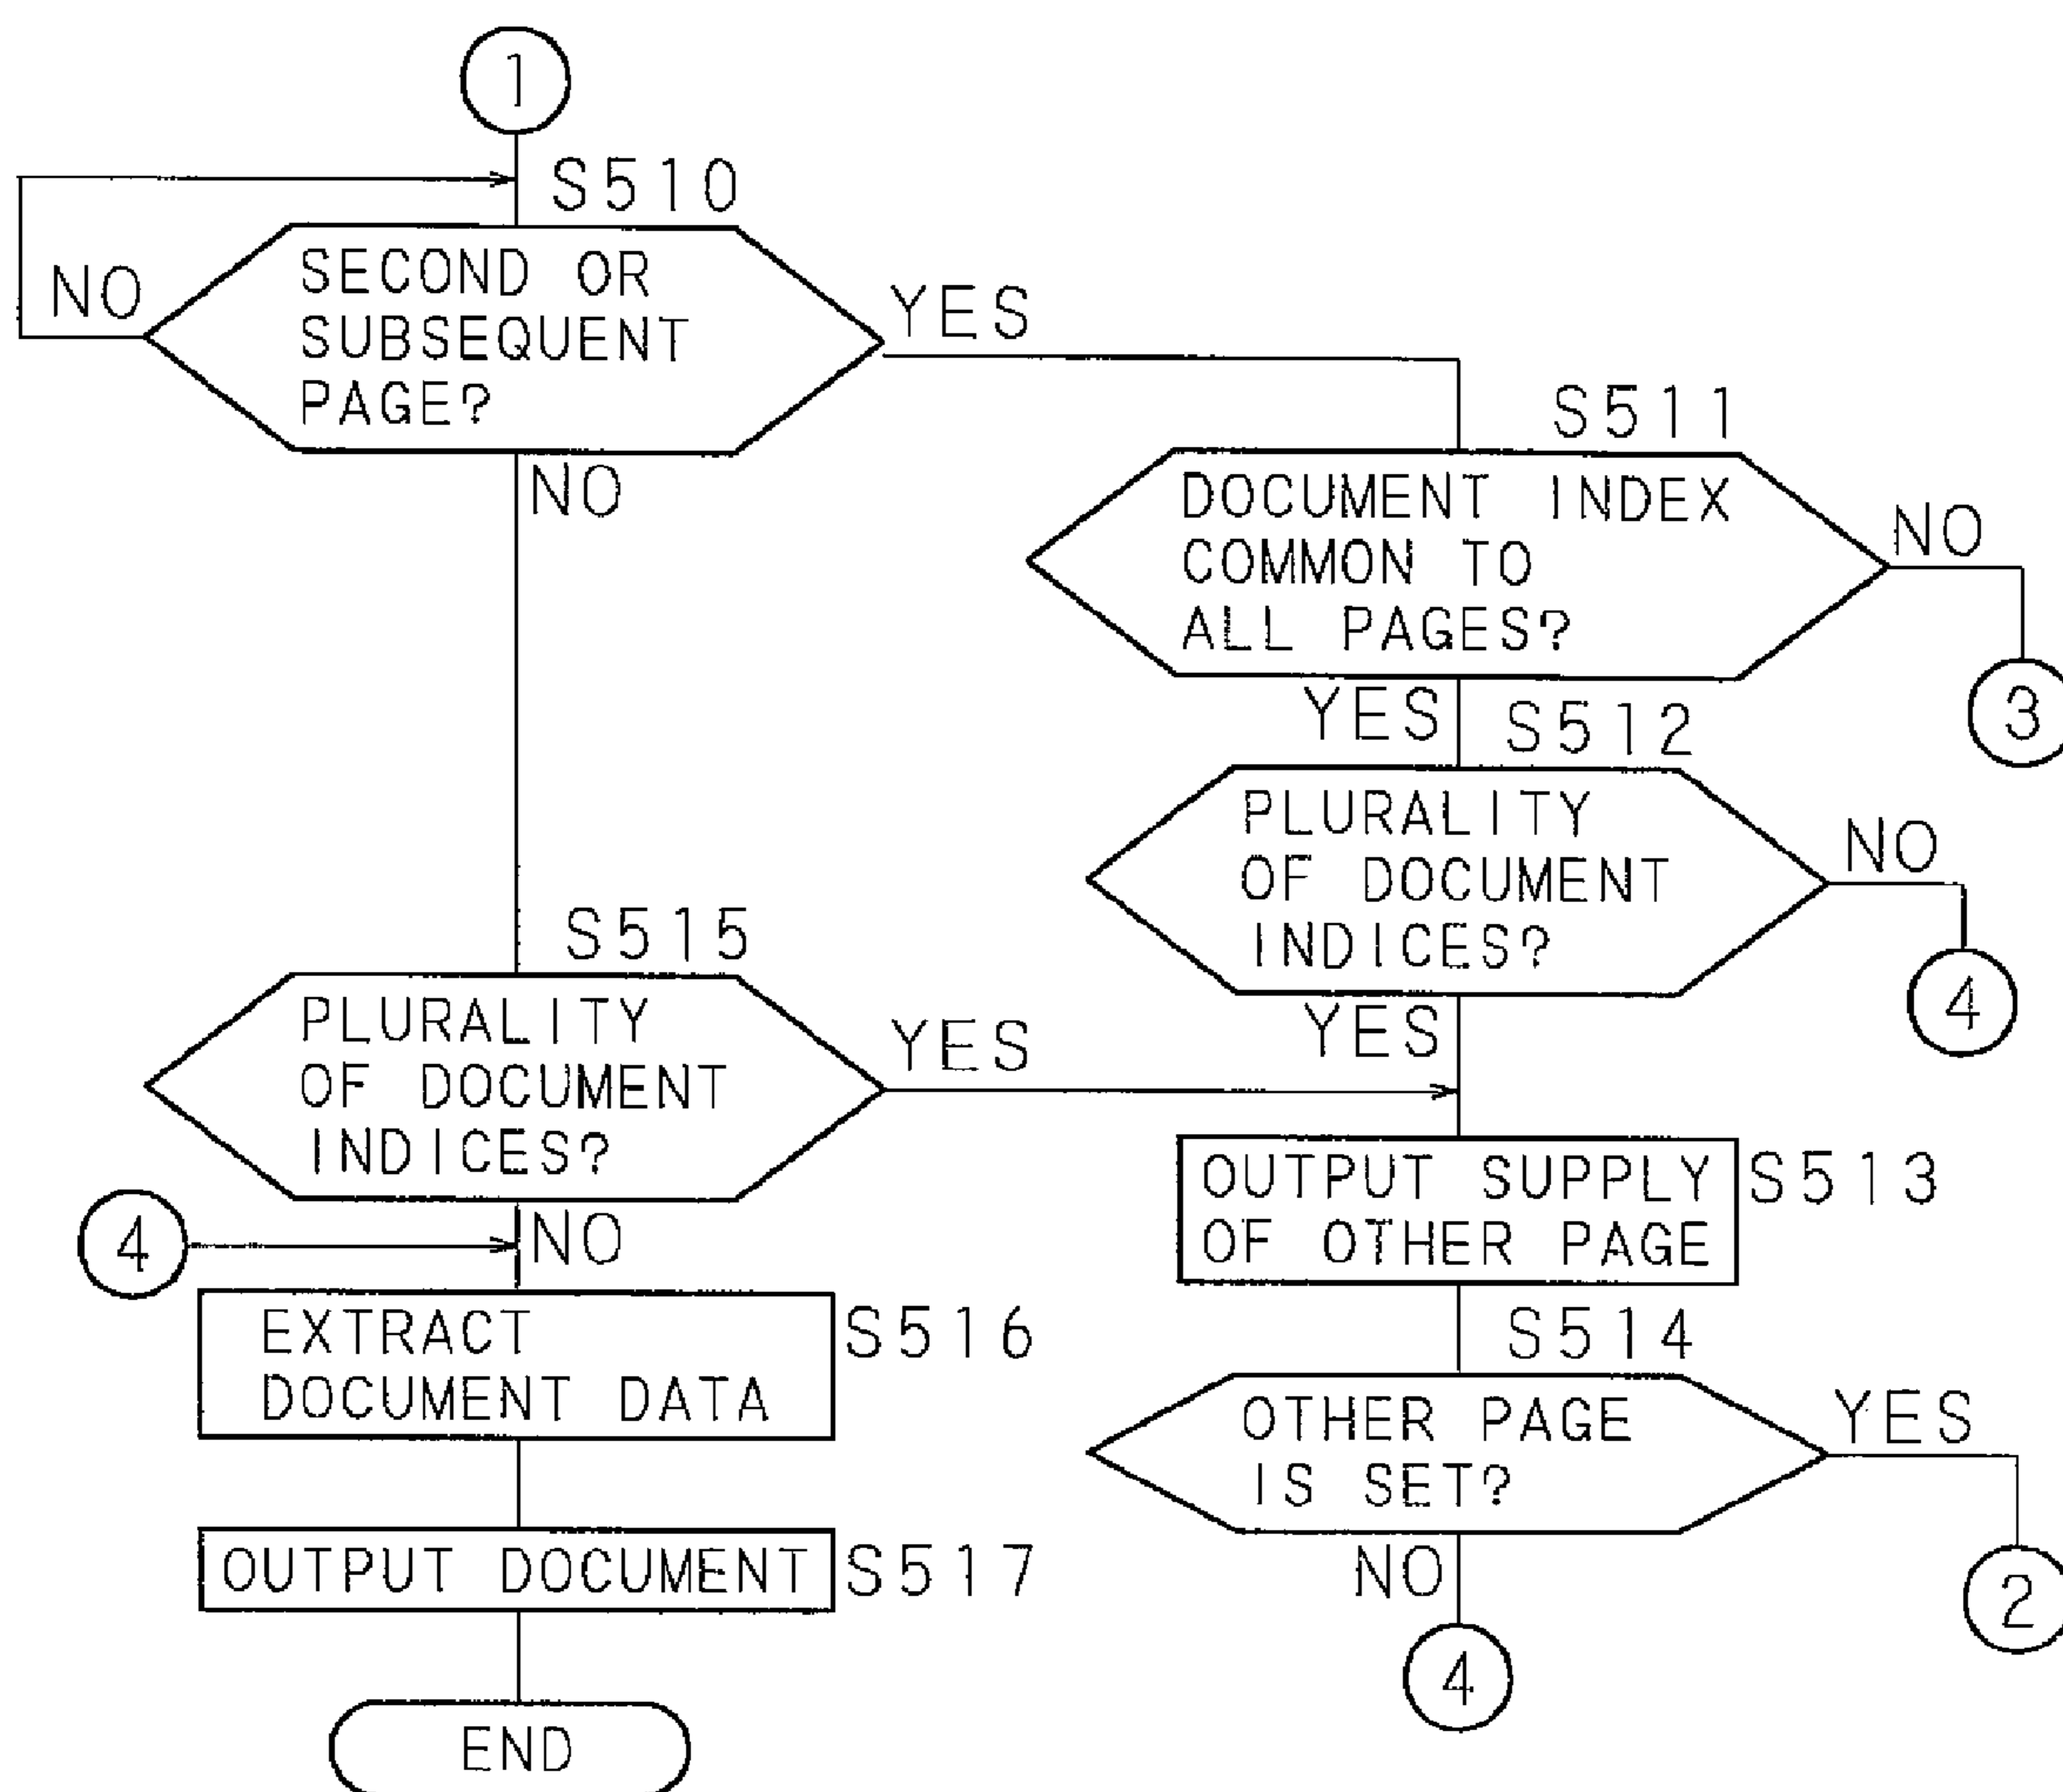 1
S510
SECOND OR
SUBSEQUENT
PAGE?
NO
YES
NO
S511
DOCUMENT INDEX
COMMON TO
ALL PAGES?
NO
3
YES
S512
PLURALITY
OF DOCUMENT
INDICES?
NO
4
YES
S515
PLURALITY
OF DOCUMENT
INDICES?
YES
NO
4
S513
OUTPUT SUPPLY
OF OTHER PAGE
S514
OTHER PAGE
IS SET?
YES
2
NO
4
EXTRACT
DOCUMENT DATA
S516
OUTPUT DOCUMENT
S517
END